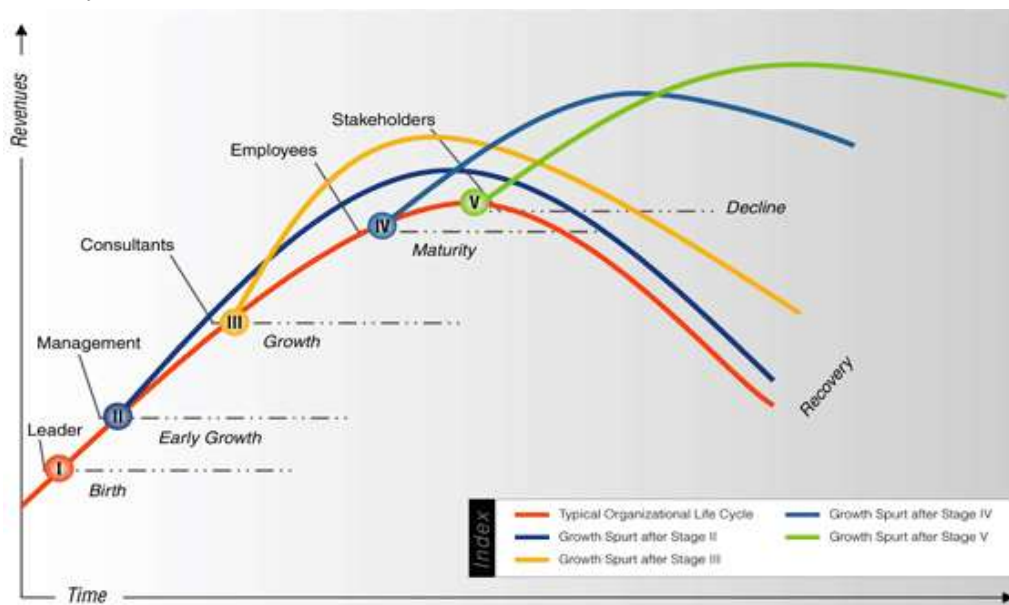 Revenues
Stakeholders
Employees
V
Decline
IV
Maturity
Consultants
III
Growth
Management
II
Early Growth
Leader
I
Birth
Recovery
Index
Typical Organizational Life Cycle
Growth Spurt after Stage II
Growth Spurt after Stage III
Growth Spurt after Stage IV
Growth Spurt after Stage V
Time